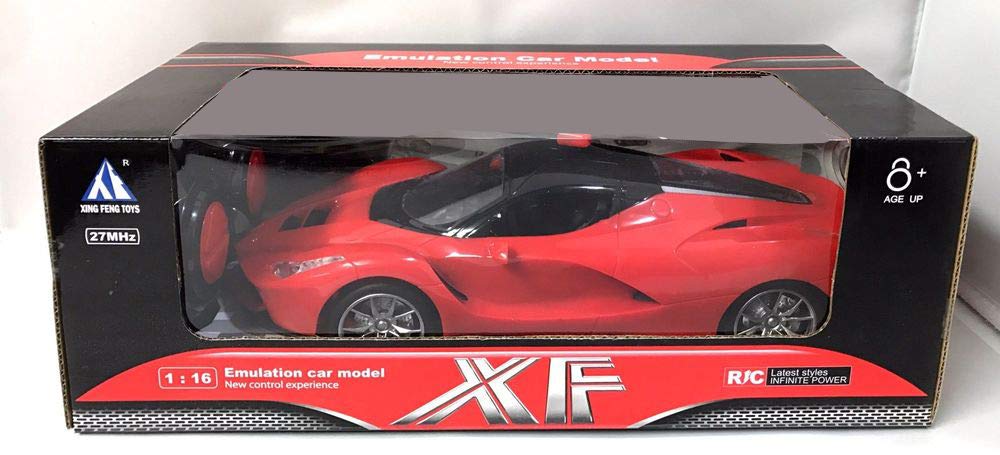 Emulation Car Model
New control experience
XF
R
XING FENG TOYS
27MHz
8+
AGE UP
1:16
Emulation car model
New control experience
XF
R/C
Latest styles
INFINITE POWER